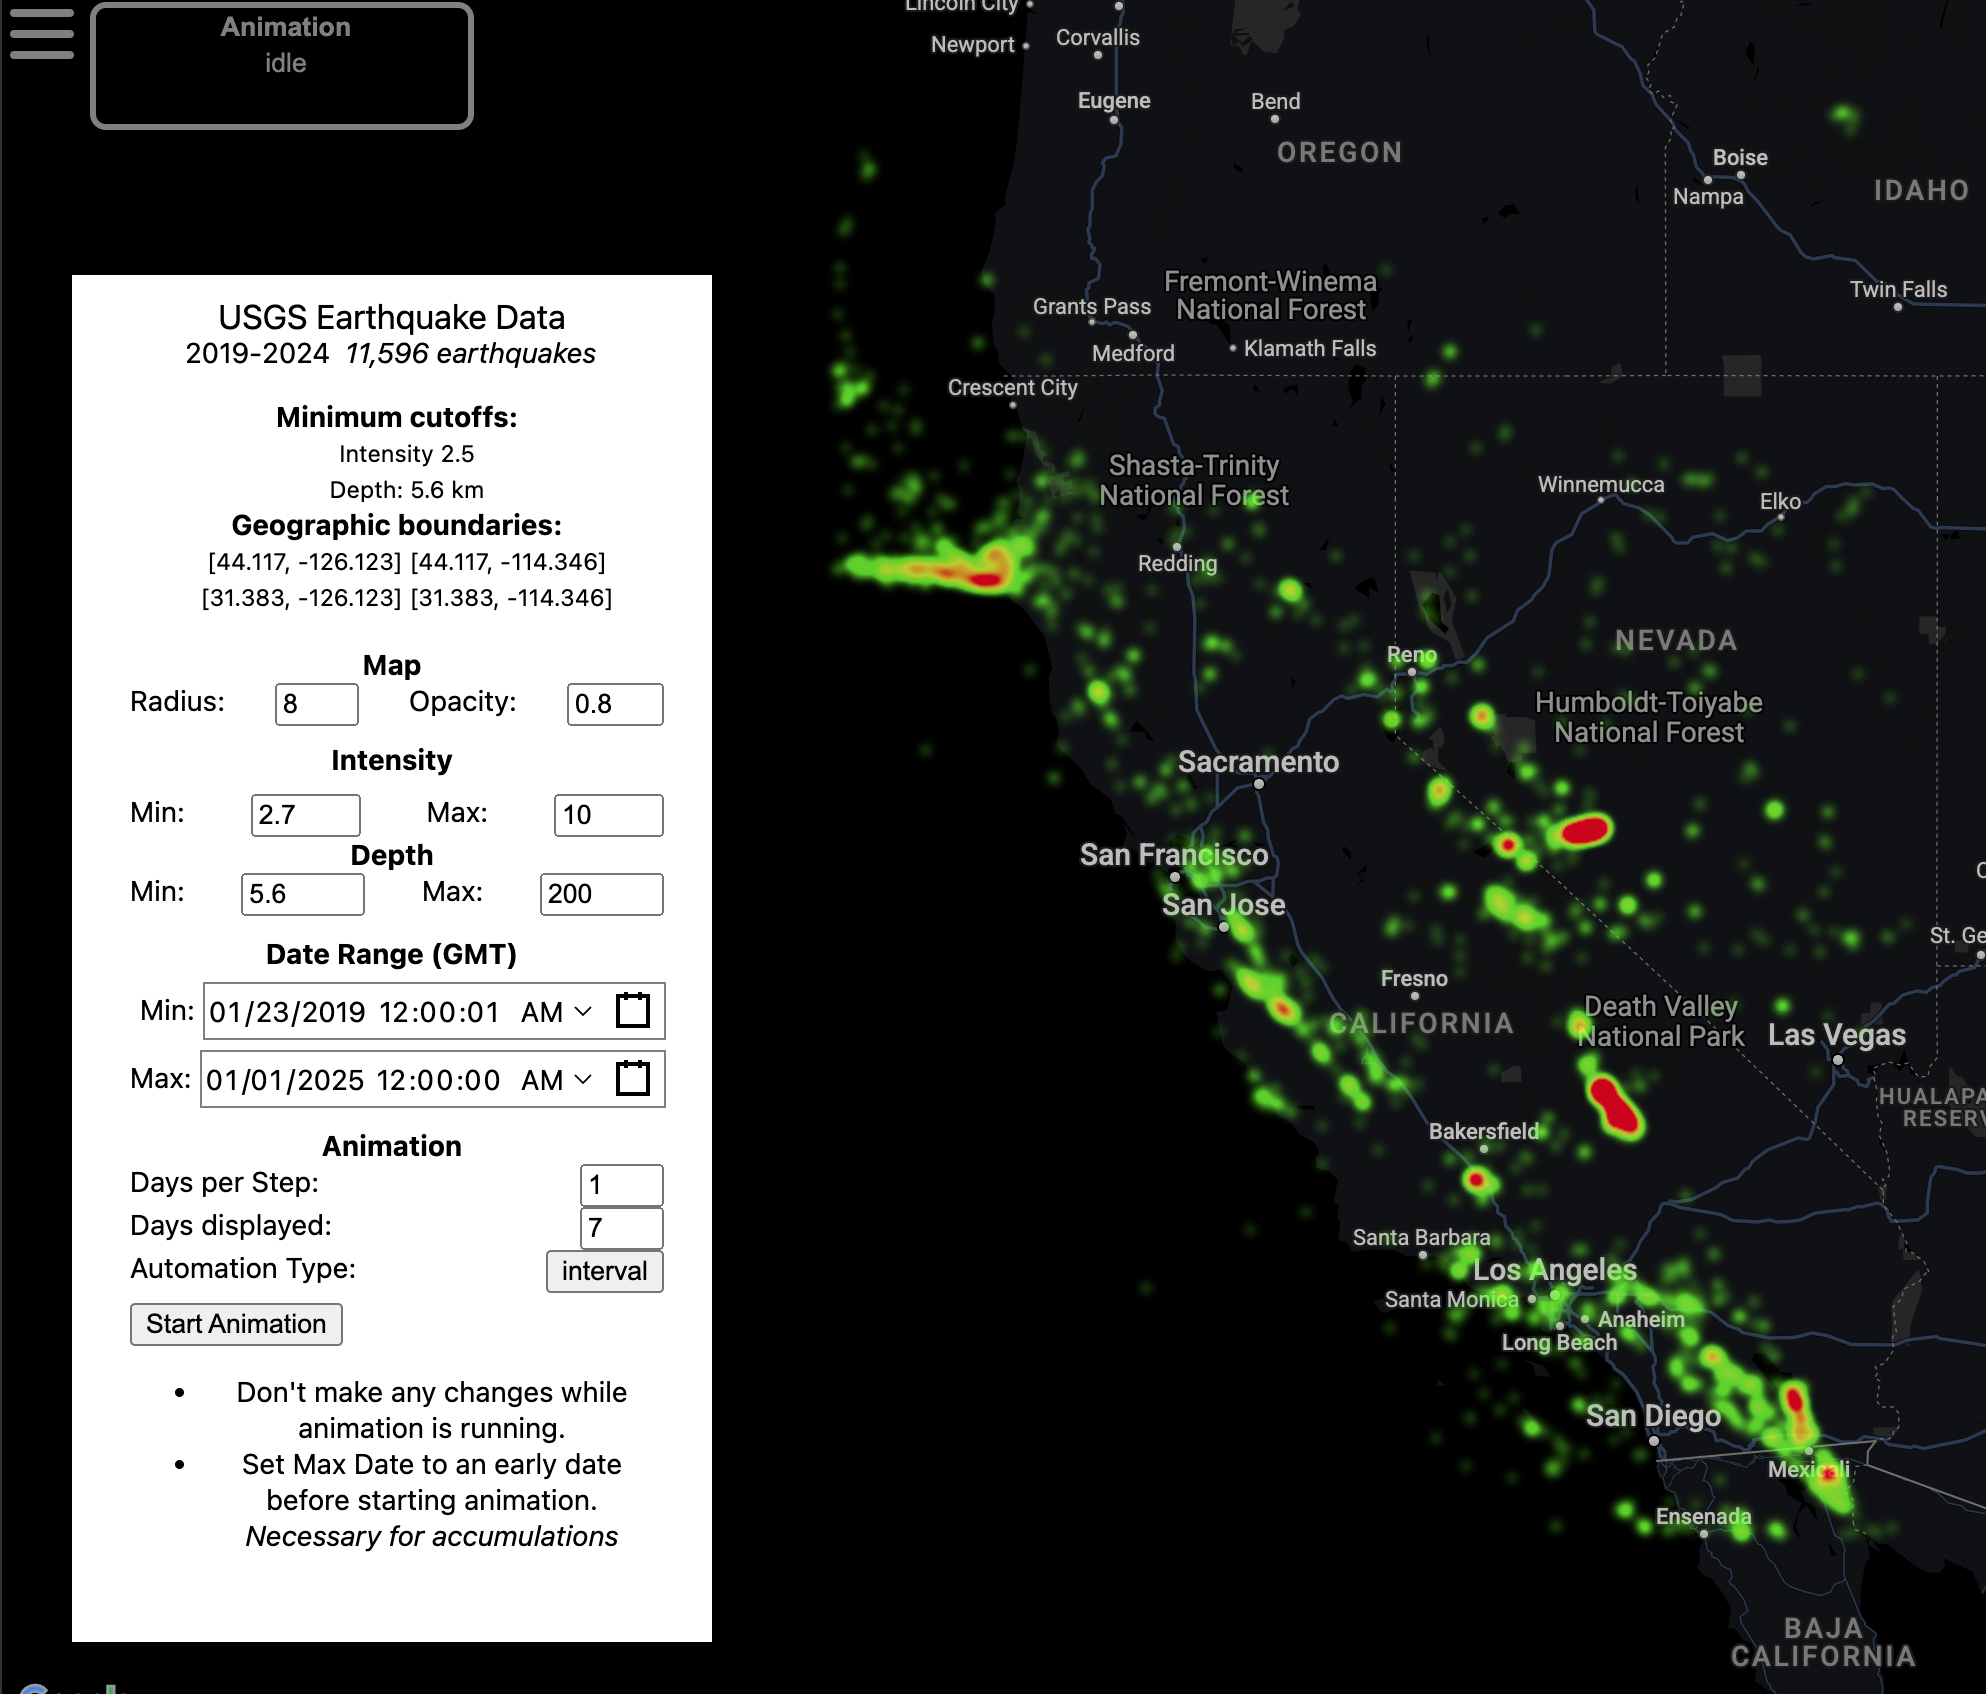 Animation
idle
USGS Earthquake Data
2019-2024 11,596 earthquakes
Minimum cutoffs:
Intensity 2.5
Depth: 5.6 km
Geographic boundaries:
[44.117, -126.123] [44.117, -114.346]
[31.383, -126.123] [31.383, -114.346]
Map
Radius: 8 Opacity: 0.8
Intensity
Min: 2.7 Max: 10
Depth
Min: 5.6 Max: 200
Date Range (GMT)
Min: 01/23/2019 12:00:01 AM
Max: 01/01/2025 12:00:00 AM
Animation
Days per Step: 1
Days displayed: 7
Automation Type: interval
Start Animation
• Don't make any changes while
animation is running.
• Set Max Date to an early date
before starting animation.
Necessary for accumulations
Lincoln City
Newport
Corvallis
Eugene
Bend
OREGON
Boise
Nampa
IDAHO
Twin Falls
Fremont-Winema
National Forest
Grants Pass
Medford
Klamath Falls
Crescent City
Shasta-Trinity
National Forest
Redding
Winnemucca
Elko
NEVADA
Reno
Humboldt-Toiyabe
National Forest
Sacramento
San Francisco
San Jose
Fresno
CALIFORNIA
Death Valley
National Park
Las Vegas
St. Ge
HUALAPA
RESERV
Bakersfield
Santa Barbara
Los Angeles
Santa Monica
Anaheim
Long Beach
San Diego
Mexicali
Ensenada
BAJA
CALIFORNIA